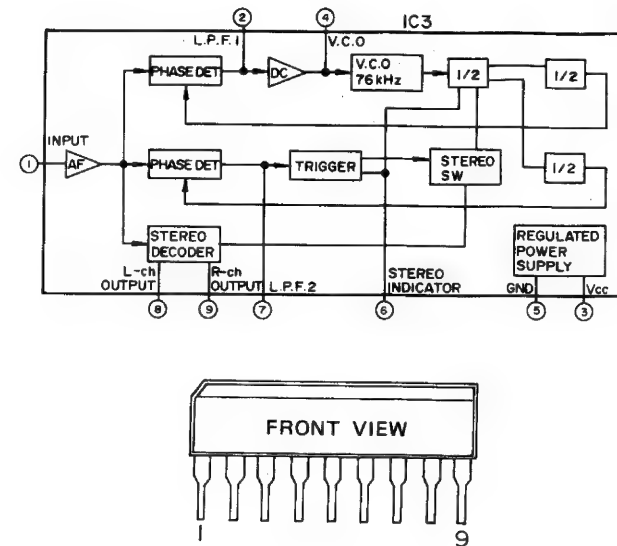 ② ④ IC3
L.P.F.1 V.C.O
PHASE DET DC V.C.O 76kHz 1/2 1/2
INPUT
① AF PHASE DET TRIGGER STEREO SW 1/2
STEREO DECODER
REGULATED POWER SUPPLY
L-ch OUTPUT R-ch OUTPUT L.P.F.2 STEREO INDICATOR GND Vcc
⑧ ⑨ ⑦ ⑥ ⑤ ③
FRONT VIEW
1 9